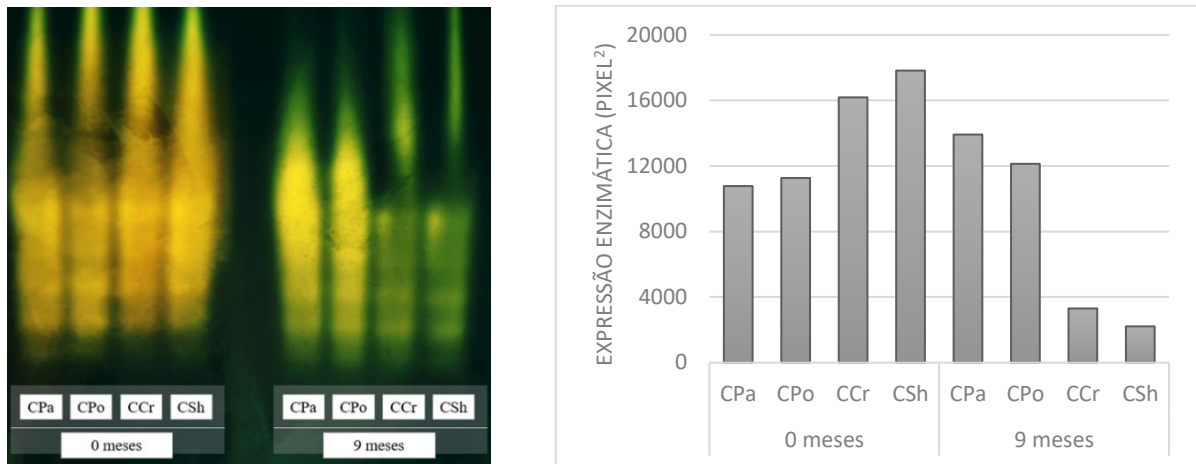 CPa CPo CCr CSh CPa CPo CCr CSh
0 meses 9 meses
EXPRESSÃO ENZIMÁTICA (PIXEL²)
20000
16000
12000
8000
4000
0
CPa CPo CCr CSh CPa CPo CCr CSh
0 meses 9 meses